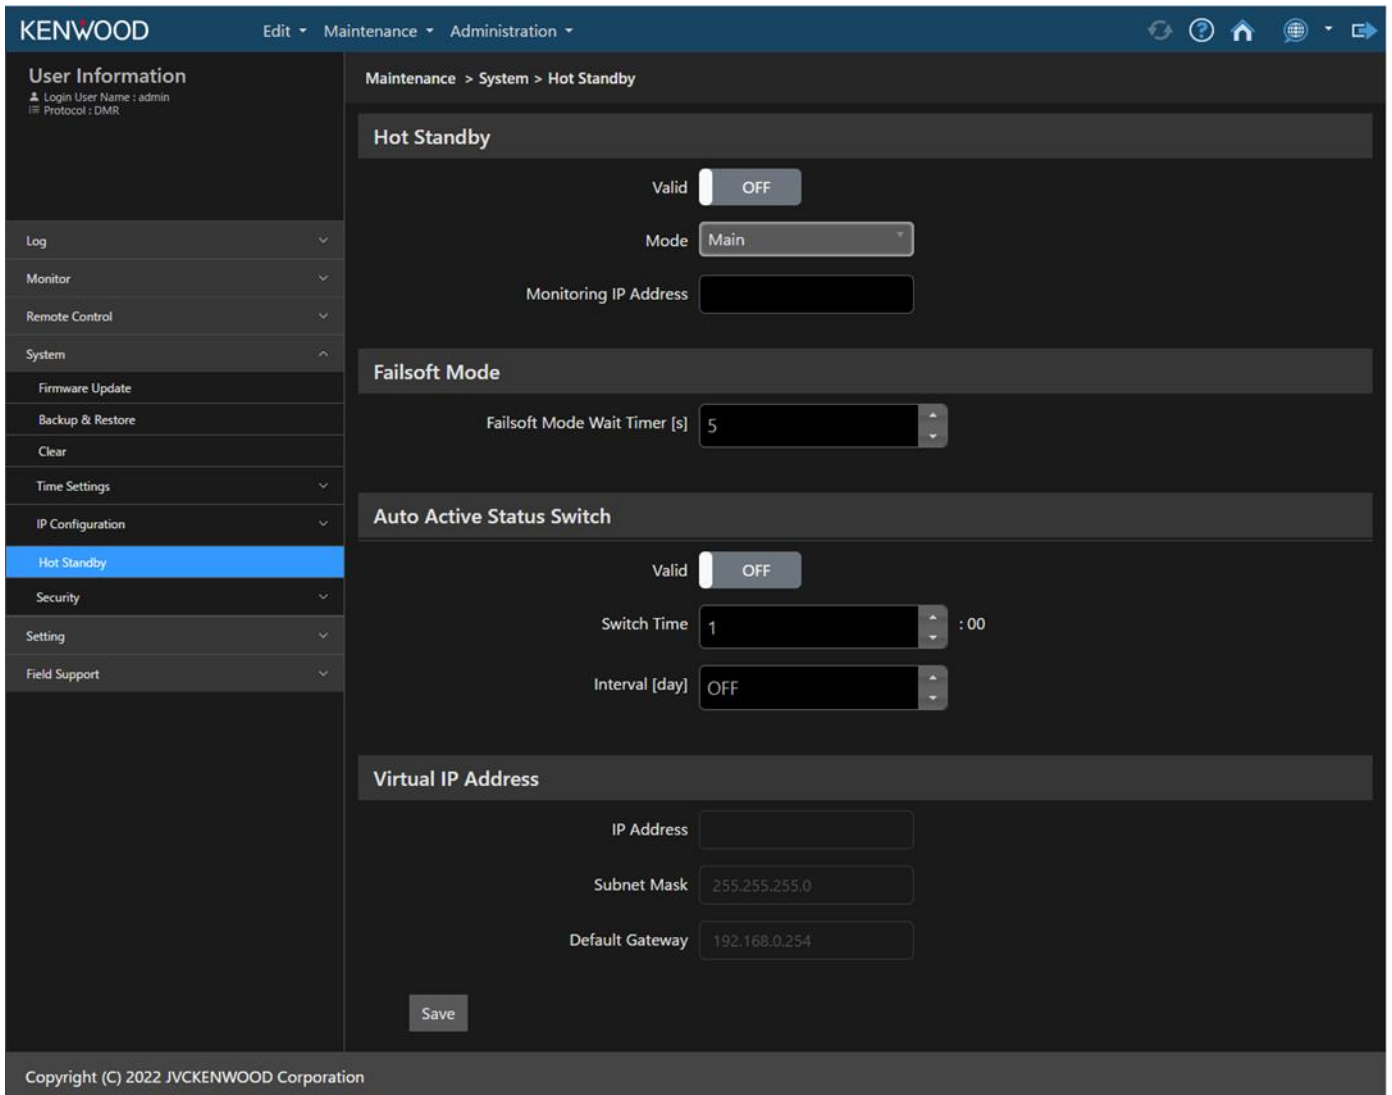 KENWOOD
Edit Maintenance Administration
User Information
Login User Name : admin
Protocol : DMR
Log
Monitor
Remote Control
System
Firmware Update
Backup & Restore
Clear
Time Settings
IP Configuration
Hot Standby
Security
Setting
Field Support
Maintenance > System > Hot Standby
Hot Standby
Valid OFF
Mode Main
Monitoring IP Address
Failsoft Mode
Failsoft Mode Wait Timer [s] 5
Auto Active Status Switch
Valid OFF
Switch Time 1 : 00
Interval [day] OFF
Virtual IP Address
IP Address
Subnet Mask 255.255.255.0
Default Gateway 192.168.0.254
Save
Copyright (C) 2022 JVCKENWOOD Corporation